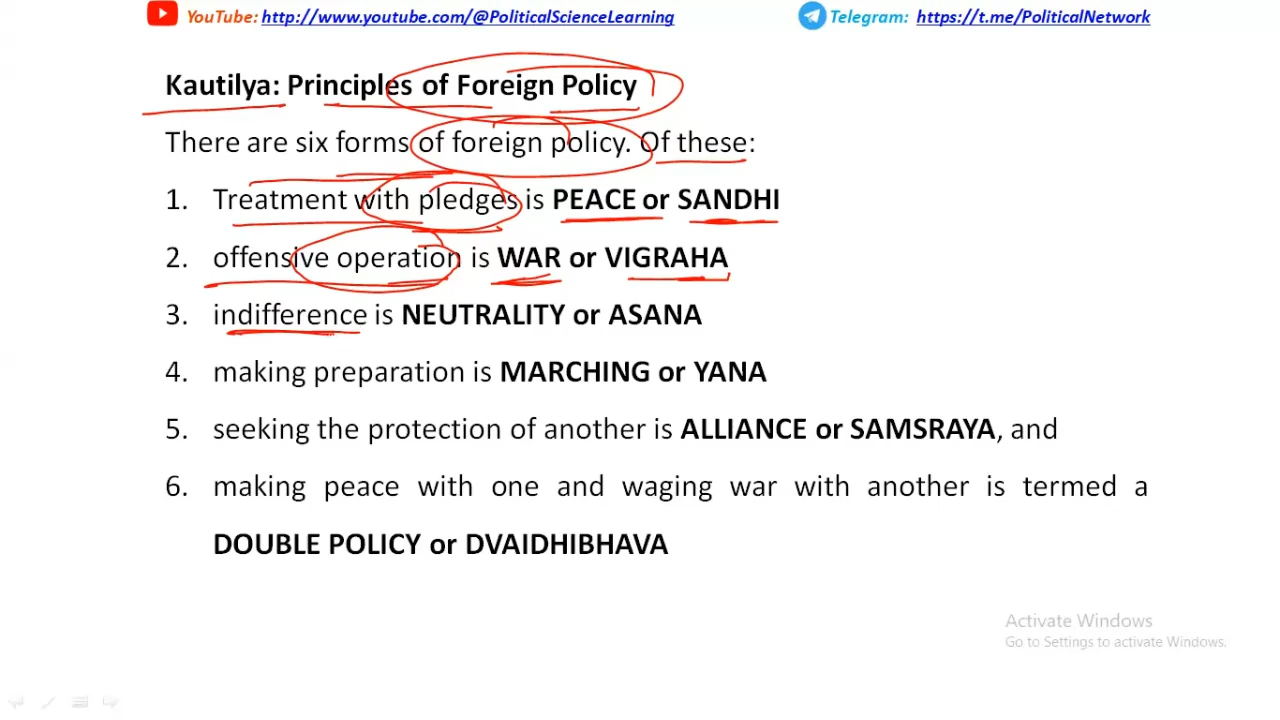 YouTube: http://www.youtube.com/@PoliticalScienceLearning
Telegram: https://t.me/PoliticalNetwork
Kautilya: Principles of Foreign Policy
There are six forms of foreign policy. Of these:
1. Treatment with pledges is PEACE or SANDHI
2. offensive operation is WAR or VIGRAHA
3. indifference is NEUTRALITY or ASANA
4. making preparation is MARCHING or YANA
5. seeking the protection of another is ALLIANCE or SAMSRAYA, and
6. making peace with one and waging war with another is termed a
DOUBLE POLICY or DVAIDHIBHAVA
Activate Windows
Go to Settings to activate Windows.